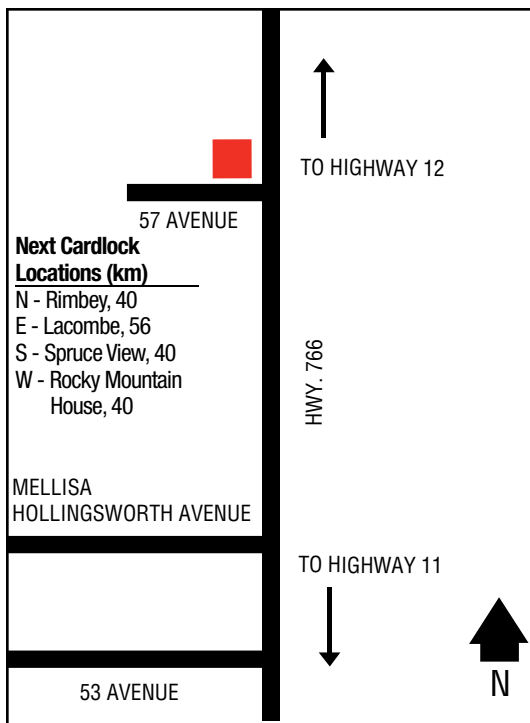 TO HIGHWAY 12
57 AVENUE
Next Cardlock
Locations (km)
N - Rimbey, 40
E - Lacombe, 56
S - Spruce View, 40
W - Rocky Mountain
House, 40
HWY. 766
MELLISA
HOLLINGSWORTH AVENUE
TO HIGHWAY 11
53 AVENUE
N